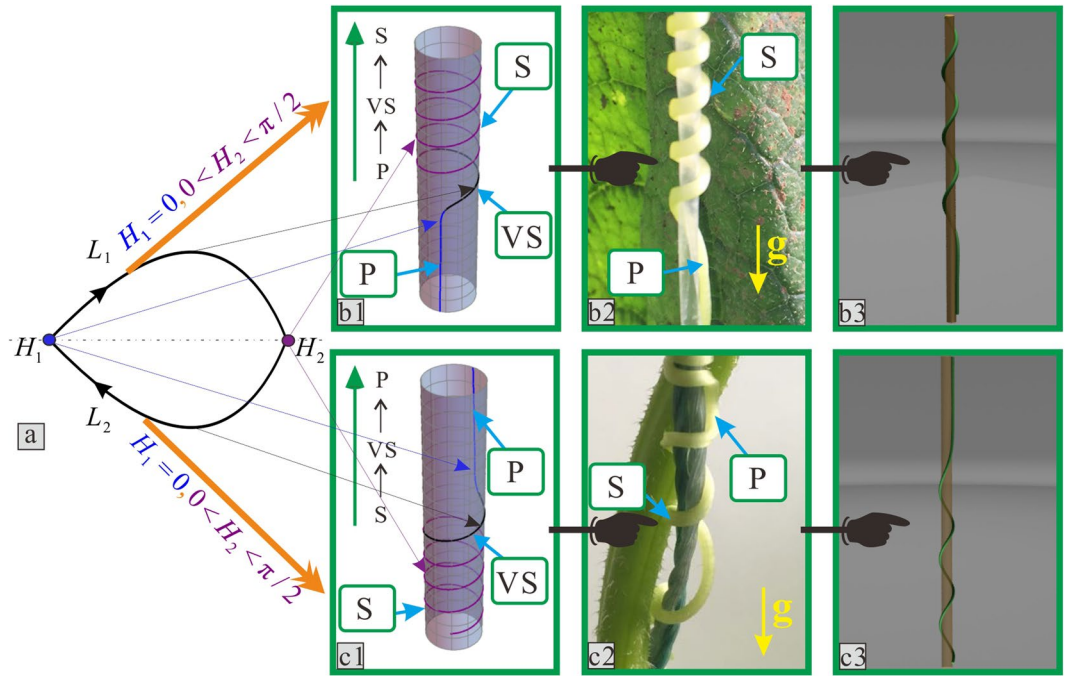 a
H₁
H₂
L₁
L₂
H₁=0, 0<H₂<π/2
H₁=0, 0<H₂<π/2
b1
S
VS
P
S
VS
P
b2
S
P
g
b3
c1
P
VS
S
P
VS
S
c2
S
P
g
c3